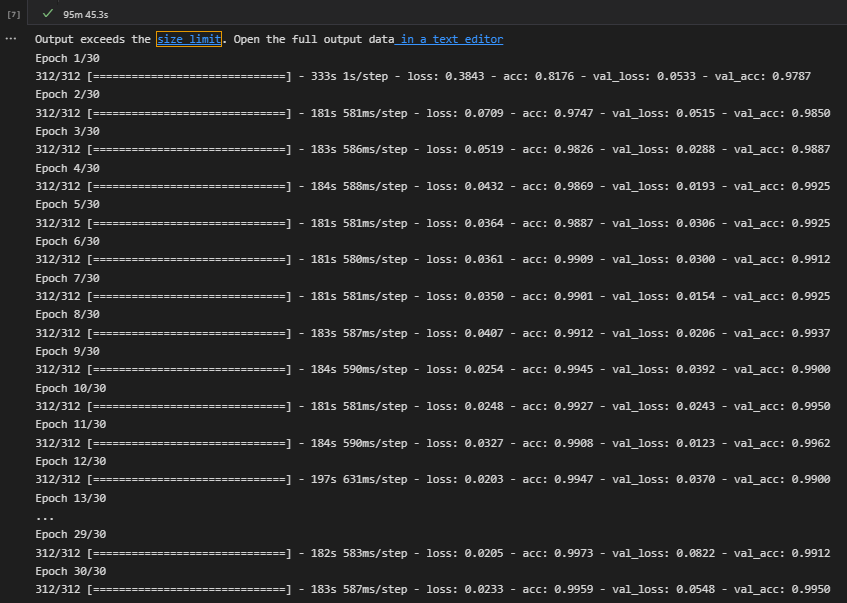 [7] ✓ 95m 45.3s
... Output exceeds the size limit. Open the full output data in a text editor
Epoch 1/30
312/312 [==============================] - 333s 1s/step - loss: 0.3843 - acc: 0.8176 - val_loss: 0.0533 - val_acc: 0.9787
Epoch 2/30
312/312 [==============================] - 181s 581ms/step - loss: 0.0709 - acc: 0.9747 - val_loss: 0.0515 - val_acc: 0.9850
Epoch 3/30
312/312 [==============================] - 183s 586ms/step - loss: 0.0519 - acc: 0.9826 - val_loss: 0.0288 - val_acc: 0.9887
Epoch 4/30
312/312 [==============================] - 184s 588ms/step - loss: 0.0432 - acc: 0.9869 - val_loss: 0.0193 - val_acc: 0.9925
Epoch 5/30
312/312 [==============================] - 181s 581ms/step - loss: 0.0364 - acc: 0.9887 - val_loss: 0.0306 - val_acc: 0.9925
Epoch 6/30
312/312 [==============================] - 181s 580ms/step - loss: 0.0361 - acc: 0.9909 - val_loss: 0.0300 - val_acc: 0.9912
Epoch 7/30
312/312 [==============================] - 181s 581ms/step - loss: 0.0350 - acc: 0.9901 - val_loss: 0.0154 - val_acc: 0.9925
Epoch 8/30
312/312 [==============================] - 183s 587ms/step - loss: 0.0407 - acc: 0.9912 - val_loss: 0.0206 - val_acc: 0.9937
Epoch 9/30
312/312 [==============================] - 184s 590ms/step - loss: 0.0254 - acc: 0.9945 - val_loss: 0.0392 - val_acc: 0.9900
Epoch 10/30
312/312 [==============================] - 181s 581ms/step - loss: 0.0248 - acc: 0.9927 - val_loss: 0.0243 - val_acc: 0.9950
Epoch 11/30
312/312 [==============================] - 184s 590ms/step - loss: 0.0327 - acc: 0.9908 - val_loss: 0.0123 - val_acc: 0.9962
Epoch 12/30
312/312 [==============================] - 197s 631ms/step - loss: 0.0203 - acc: 0.9947 - val_loss: 0.0370 - val_acc: 0.9900
Epoch 13/30
...
Epoch 29/30
312/312 [==============================] - 182s 583ms/step - loss: 0.0205 - acc: 0.9973 - val_loss: 0.0822 - val_acc: 0.9912
Epoch 30/30
312/312 [==============================] - 183s 587ms/step - loss: 0.0233 - acc: 0.9959 - val_loss: 0.0548 - val_acc: 0.9950